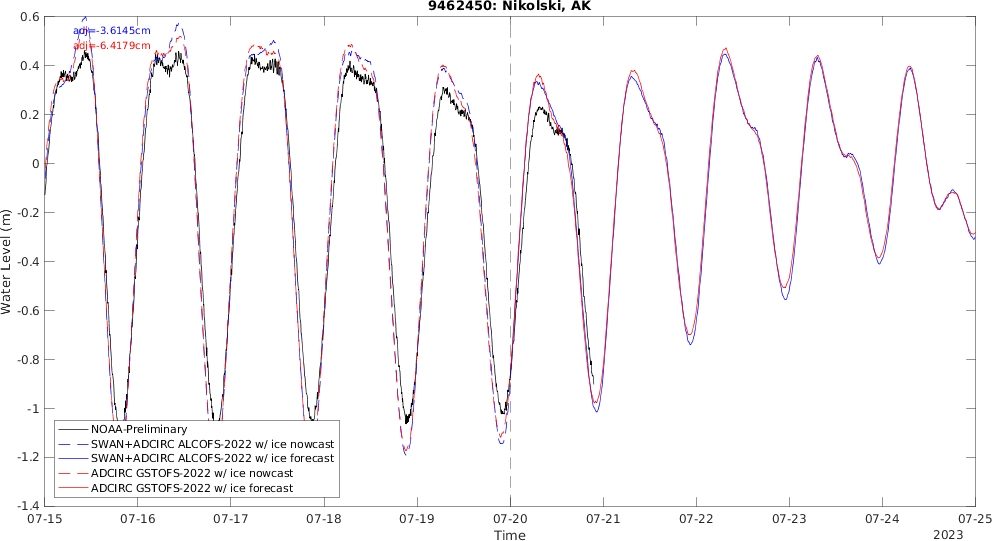 9462450: Nikolski, AK
adj=-3.6145cm
adj=-6.4179cm
Water Level (m)
0.6
0.4
0.2
0
-0.2
-0.4
-0.6
-0.8
-1
-1.2
-1.4
NOAA-Preliminary
SWAN+ADCIRC ALCOFS-2022 w/ ice nowcast
SWAN+ADCIRC ALCOFS-2022 w/ ice forecast
ADCIRC GSTOFS-2022 w/ ice nowcast
ADCIRC GSTOFS-2022 w/ ice forecast
07-15 07-16 07-17 07-18 07-19 07-20 07-21 07-22 07-23 07-24 07-25
Time
2023